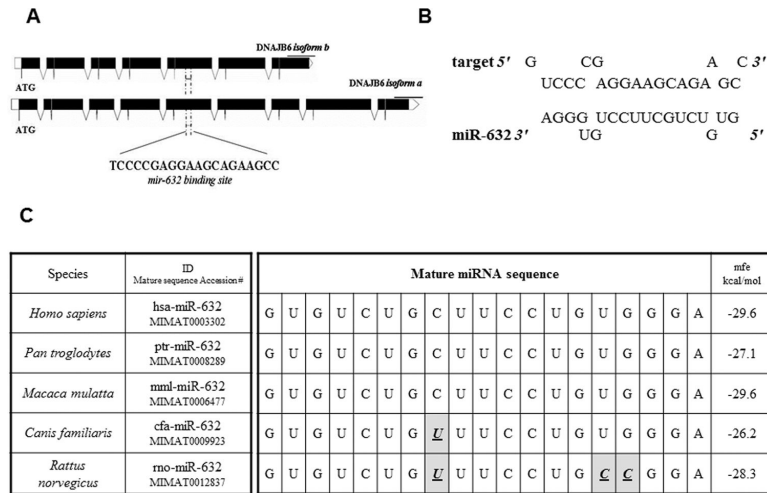 A
DNAJB6 isoform b
ATG
DNAJB6 isoform a
ATG
TCCCCGAGGAAGCAGAAGCC
mir-632 binding site
B
target 5' G CG A C 3'
UCCC AGGAAGCAGA GC
AGGG UCCUUCGUCU UG
miR-632 3' UG G 5'
C
Species ID Mature sequence Accession# Mature miRNA sequence mfe kcal/mol
Homo sapiens hsa-miR-632 MIMAT0003302 G U G U C U G C U U C C U G U G G G A -29.6
Pan troglodytes ptr-miR-632 MIMAT0008289 G U G U C U G C U U C C U G U G G G A -27.1
Macaca mulatta mml-miR-632 MIMAT0006477 G U G U C U G C U U C C U G U G G G A -29.6
Canis familiaris cfa-miR-632 MIMAT0009923 G U G U C U G U U U C C U G U G G G A -26.2
Rattus norvegicus rno-miR-632 MIMAT0012837 G U G U C U G U U U C C U G C C G G A -28.3